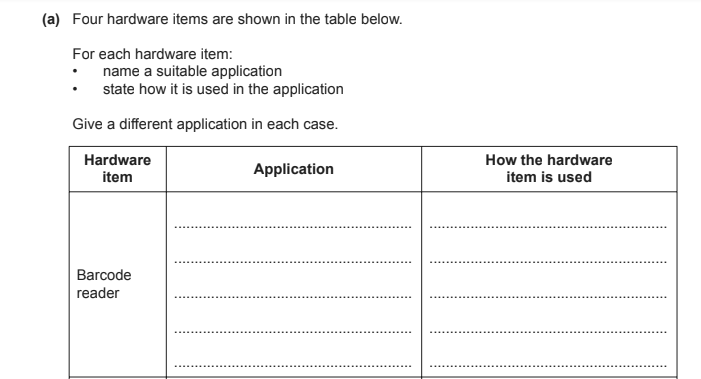 (a) Four hardware items are shown in the table below.
For each hardware item:
• name a suitable application
• state how it is used in the application
Give a different application in each case.
Hardware item
Application
How the hardware item is used
Barcode reader